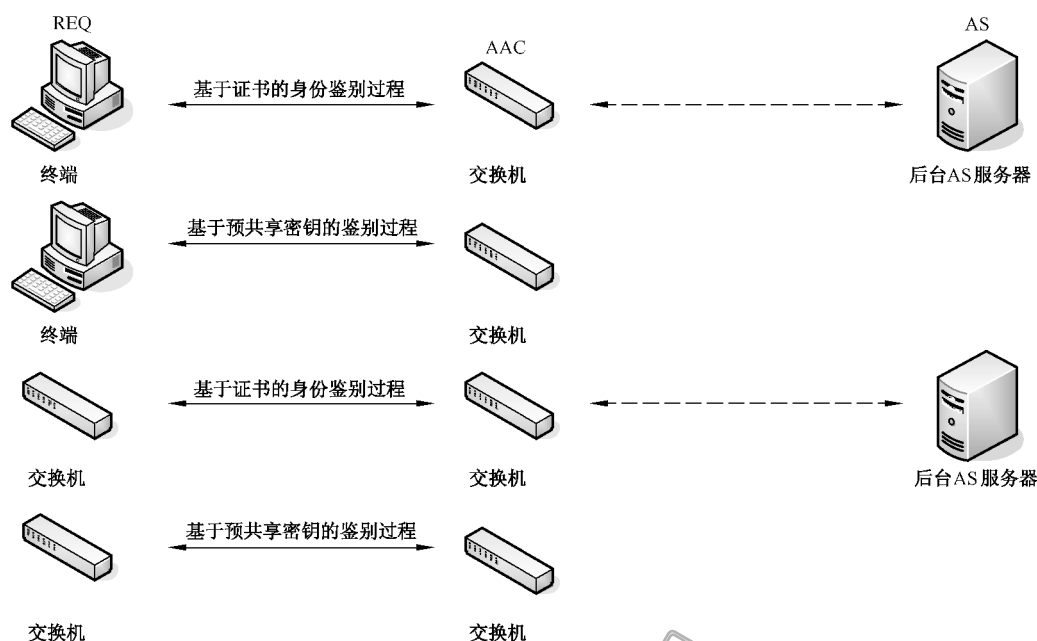 REQ
AAC
AS
基于证书的身份鉴别过程
终端
交换机
后台AS服务器
基于预共享密钥的鉴别过程
终端
交换机
基于证书的身份鉴别过程
交换机
交换机
后台AS服务器
基于预共享密钥的鉴别过程
交换机
交换机